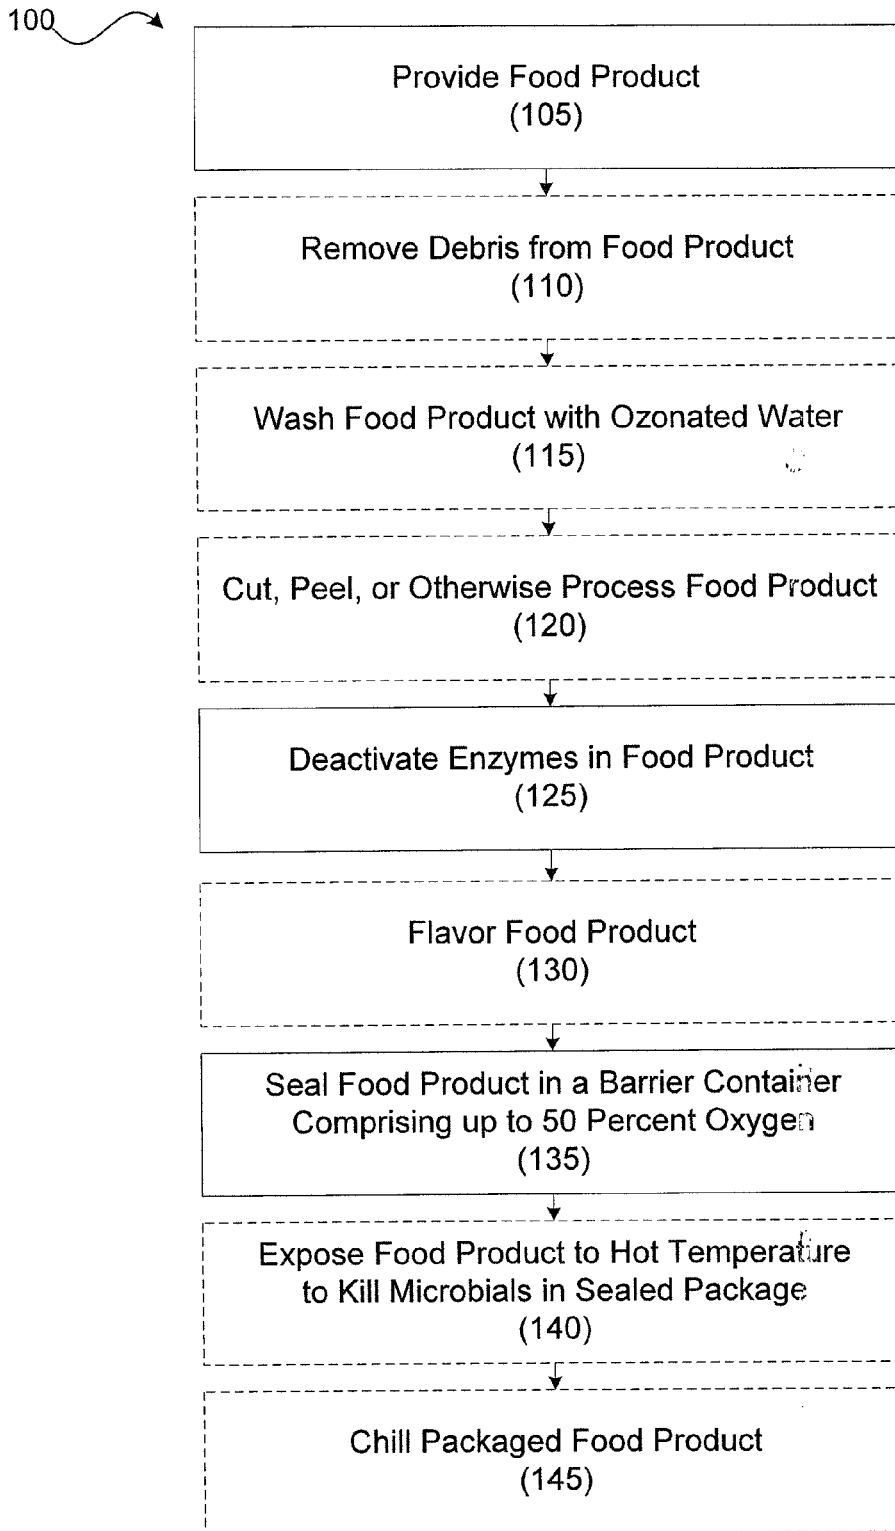 100
Provide Food Product
(105)
Remove Debris from Food Product
(110)
Wash Food Product with Ozonated Water
(115)
Cut, Peel, or Otherwise Process Food Product
(120)
Deactivate Enzymes in Food Product
(125)
Flavor Food Product
(130)
Seal Food Product in a Barrier Container
Comprising up to 50 Percent Oxygen
(135)
Expose Food Product to Hot Temperature
to Kill Microbials in Sealed Package
(140)
Chill Packaged Food Product
(145)